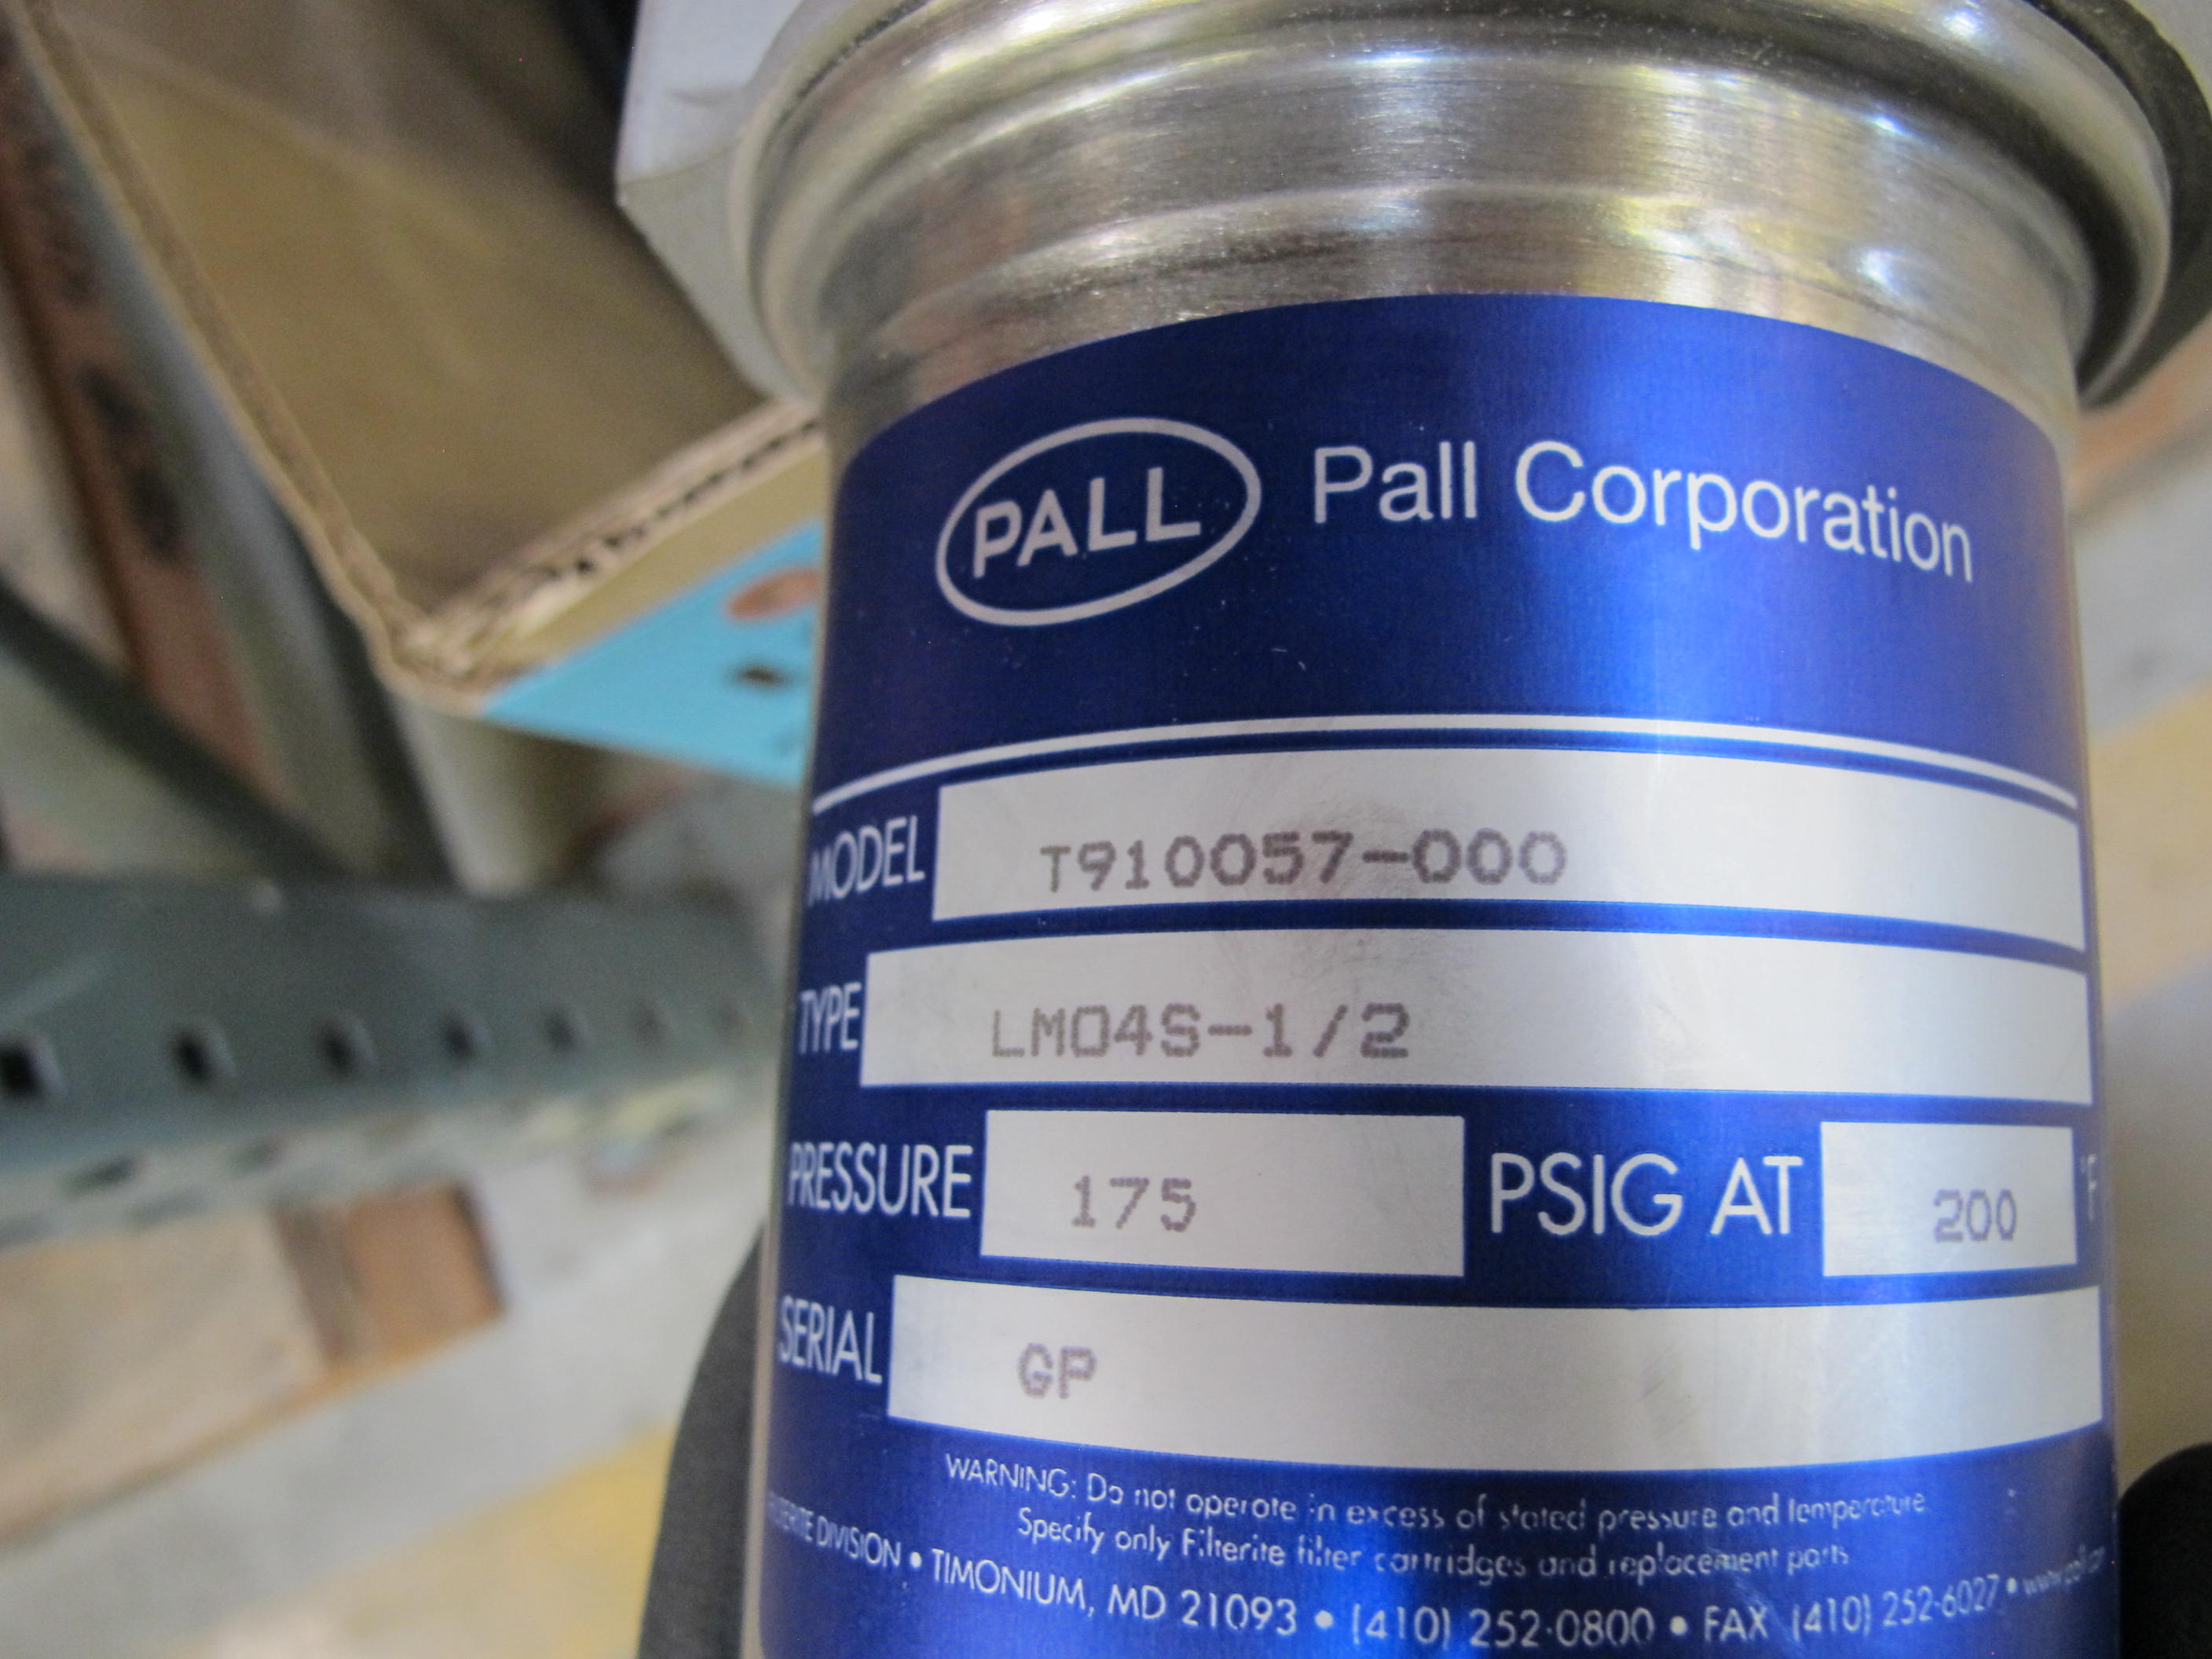 PALL Pall Corporation
MODEL T910057-000
TYPE LM04S-1/2
PRESSURE 175 PSIG AT 200 °F
SERIAL GP
WARNING: Do not operate in excess of stated pressure and temperature
Specify only Filterite filter cartridges and replacement parts
DIVISION • TIMONIUM, MD 21093 • (410) 252-0800 • FAX (410) 252-6027 •